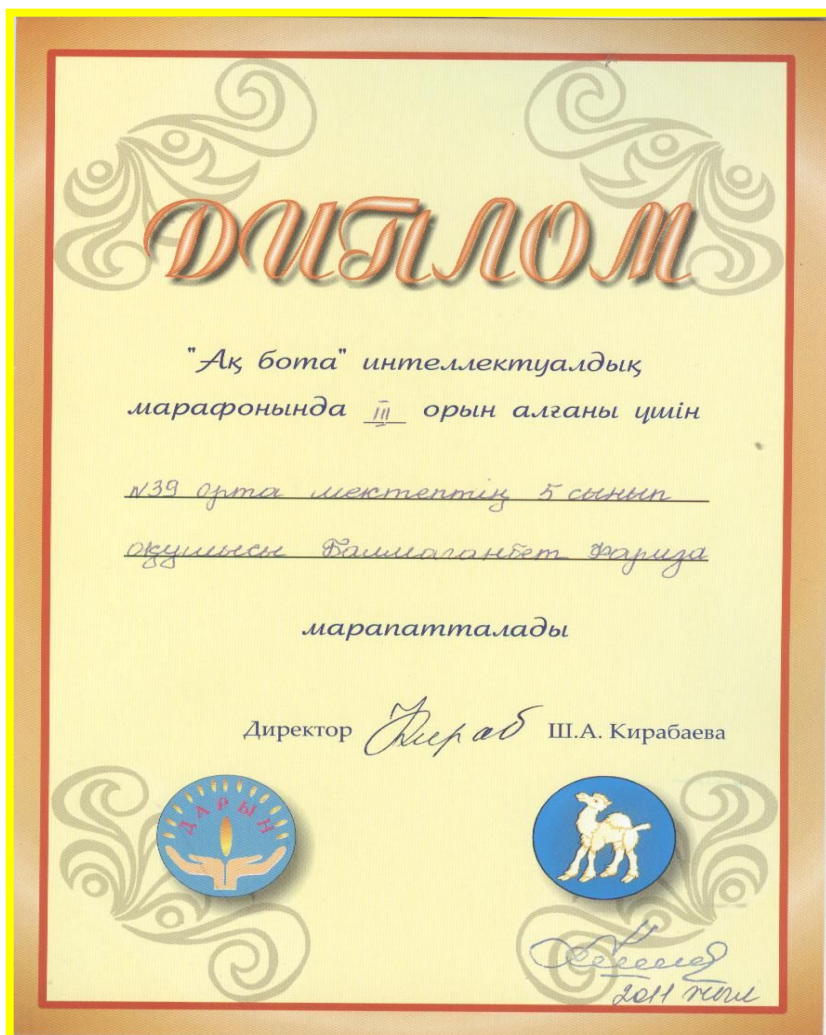 ДИПЛОМ
"Ақ бота" интеллектуалдық
марафонында III орын алғаны үшін
№39 орта мектептің 5 сынып
оқушысы Балмағанбет Фариза
марапатталады
Директор Ш.А. Кирабаева
ДАРЫН
2011 жыл